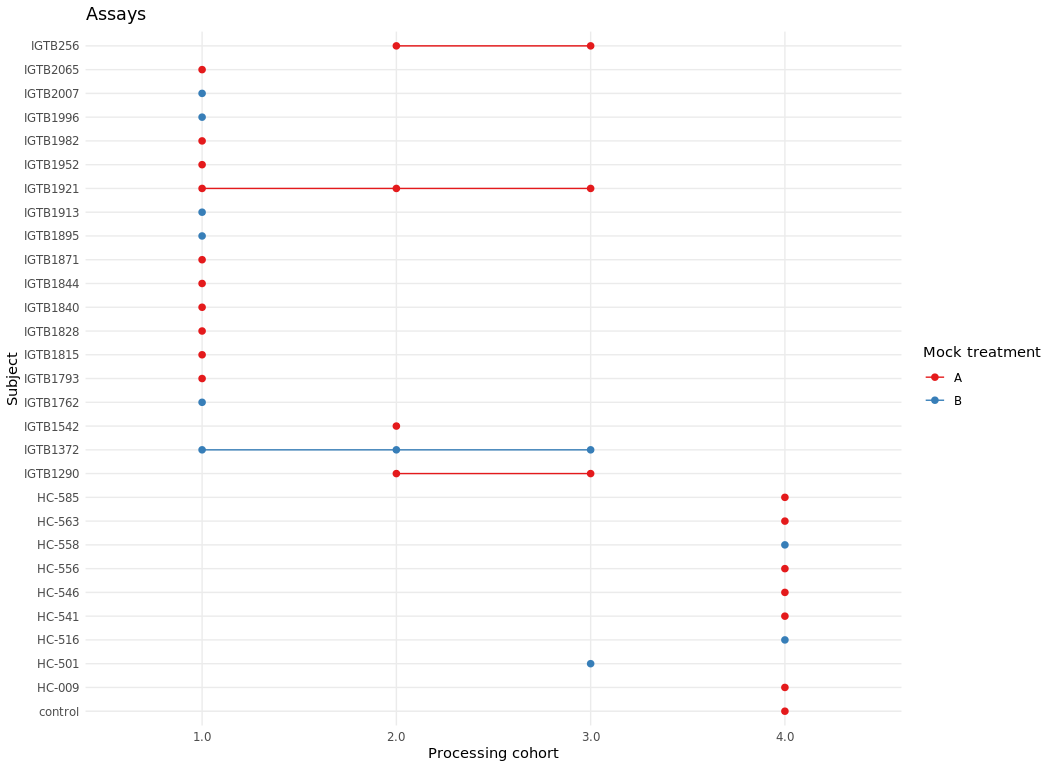 Assays
IGTB256
IGTB2065
IGTB2007
IGTB1996
IGTB1982
IGTB1952
IGTB1921
IGTB1913
IGTB1895
IGTB1871
IGTB1844
IGTB1840
IGTB1828
IGTB1815
IGTB1793
IGTB1762
IGTB1542
IGTB1372
IGTB1290
HC-585
HC-563
HC-558
HC-556
HC-546
HC-541
HC-516
HC-501
HC-009
control
Subject
1.0 2.0 3.0 4.0
Processing cohort
Mock treatment
A
B